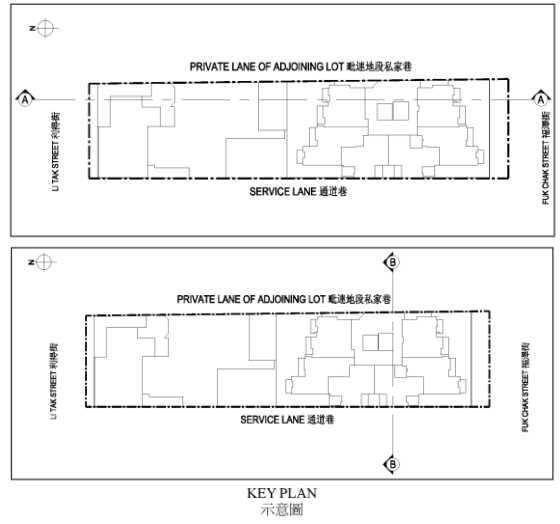 N
PRIVATE LANE OF ADJOINING LOT 毗連地段私家巷
A
A
LI TAK STREET 利得街
FUK CHAK STREET 福澤街
SERVICE LANE 通道巷
N
B
PRIVATE LANE OF ADJOINING LOT 毗連地段私家巷
LI TAK STREET 利得街
FUK CHAK STREET 福澤街
SERVICE LANE 通道巷
B
KEY PLAN
示意圖